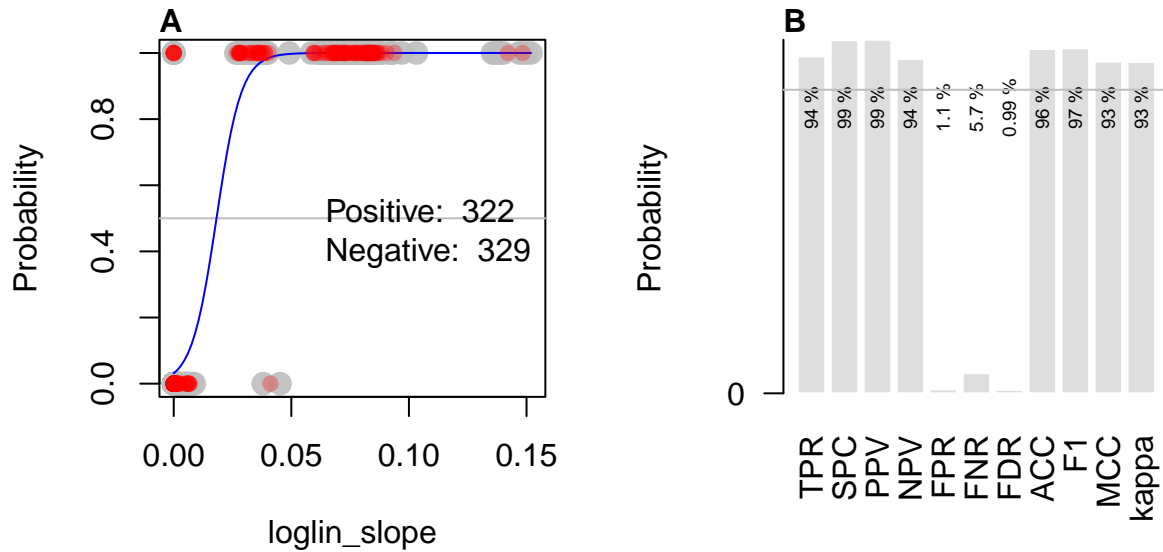 A
Probability
0.8
0.4
0.0
Positive: 322
Negative: 329
0.00 0.05 0.10 0.15
loglin_slope
B
Probability
0
94 % 99 % 99 % 94 % 1.1 % 5.7 % 0.99 % 96 % 97 % 93 % 93 %
TPR SPC PPV NPV FPR FNR FDR ACC F1 MCC kappa